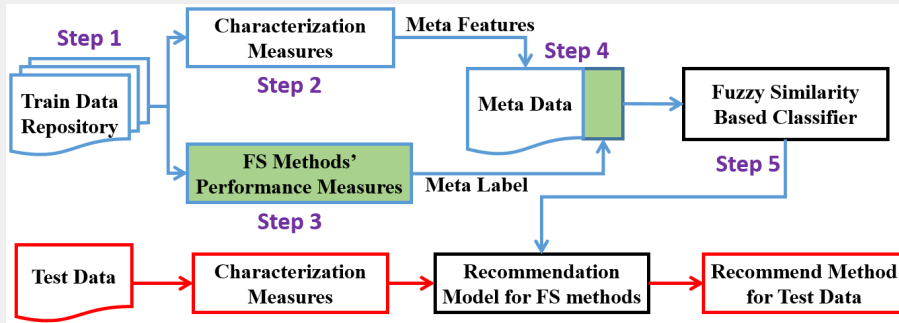 Step 1
Train Data
Repository
Characterization
Measures
Step 2
Meta Features
Step 4
Meta Data
Fuzzy Similarity
Based Classifier
FS Methods'
Performance Measures
Step 3
Meta Label
Step 5
Test Data
Characterization
Measures
Recommendation
Model for FS methods
Recommend Method
for Test Data